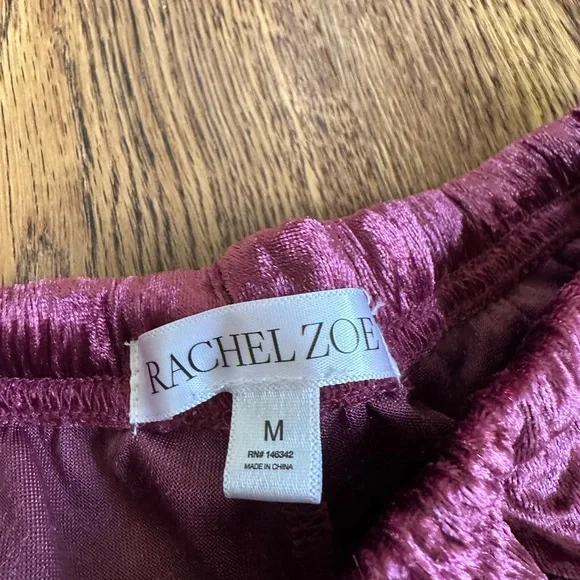 RACHEL ZOE
M
RN# 146342
MADE IN CHINA